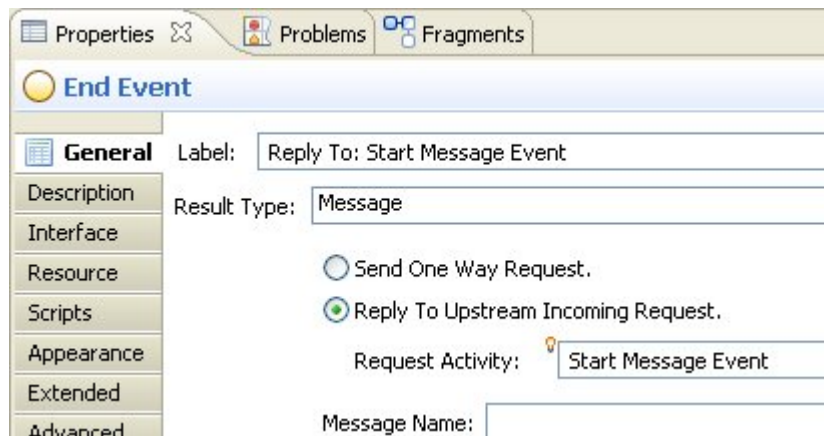 Properties Problems Fragments
End Event
General Label: Reply To: Start Message Event
Description
Result Type: Message
Interface
Resource Send One Way Request.
Scripts Reply To Upstream Incoming Request.
Appearance Request Activity: Start Message Event
Extended
Advanced Message Name: